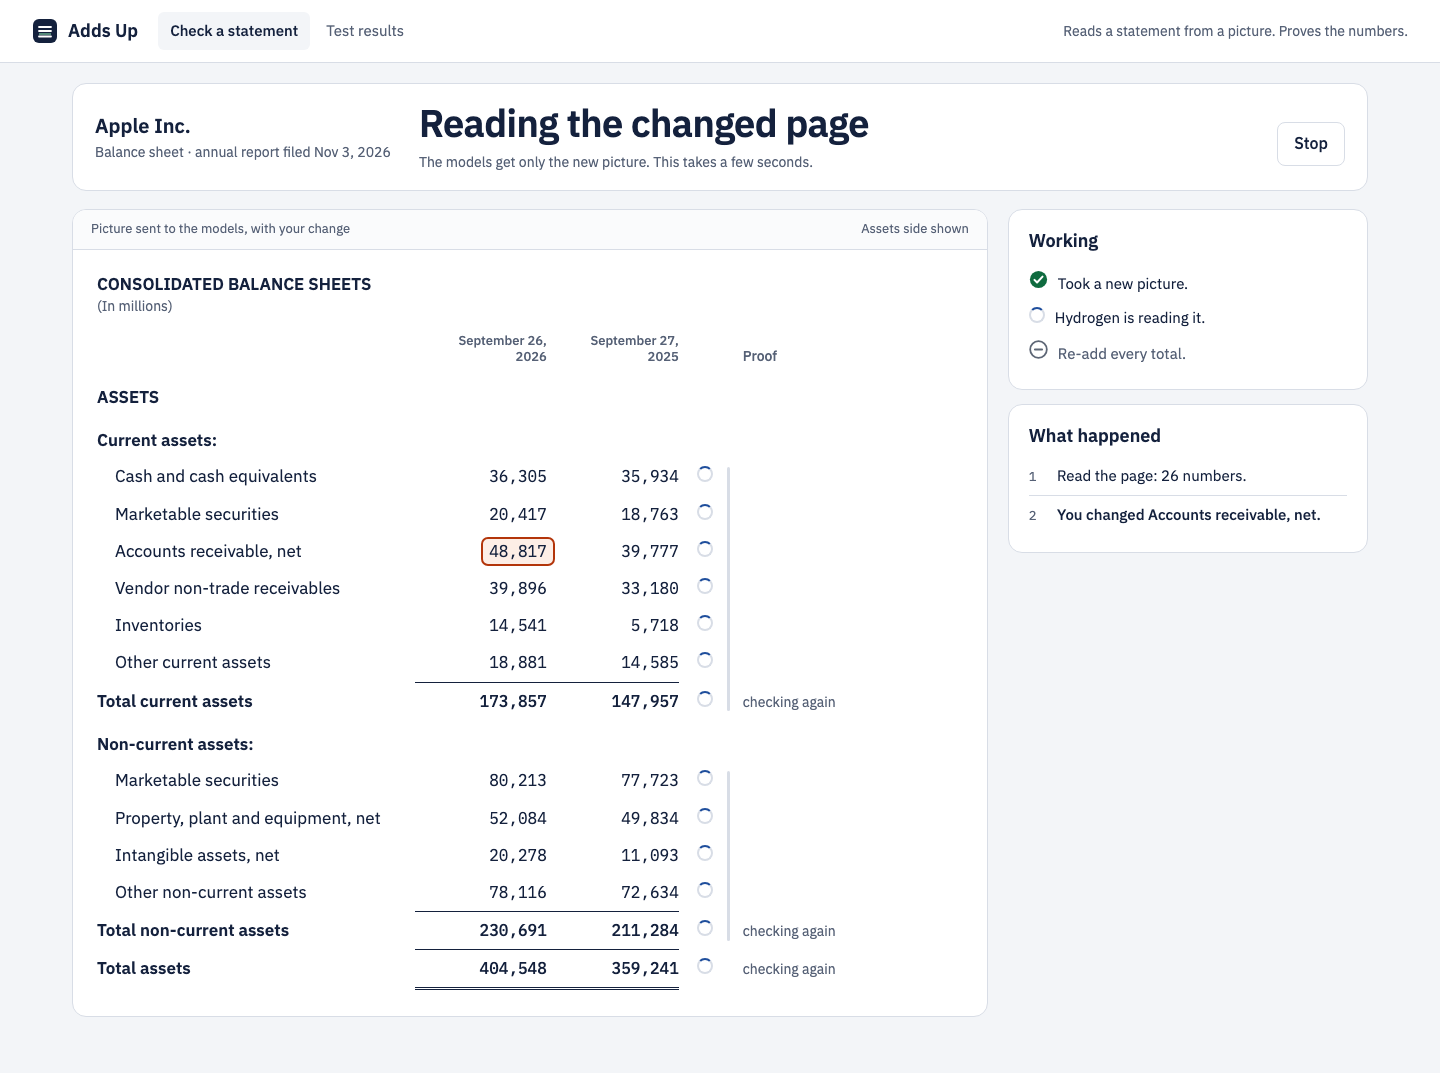 Adds Up
Check a statement
Test results
Reads a statement from a picture. Proves the numbers.
Apple Inc.
Balance sheet · annual report filed Nov 3, 2026
Reading the changed page
The models get only the new picture. This takes a few seconds.
Stop
Picture sent to the models, with your change
Assets side shown
CONSOLIDATED BALANCE SHEETS
(In millions)
September 26, 2026 September 27, 2025 Proof
ASSETS
Current assets:
Cash and cash equivalents 36,305 35,934
Marketable securities 20,417 18,763
Accounts receivable, net 48,817 39,777
Vendor non-trade receivables 39,896 33,180
Inventories 14,541 5,718
Other current assets 18,881 14,585
Total current assets 173,857 147,957 checking again
Non-current assets:
Marketable securities 80,213 77,723
Property, plant and equipment, net 52,084 49,834
Intangible assets, net 20,278 11,093
Other non-current assets 78,116 72,634
Total non-current assets 230,691 211,284 checking again
Total assets 404,548 359,241 checking again
Working
Took a new picture.
Hydrogen is reading it.
Re-add every total.
What happened
1 Read the page: 26 numbers.
2 You changed Accounts receivable, net.